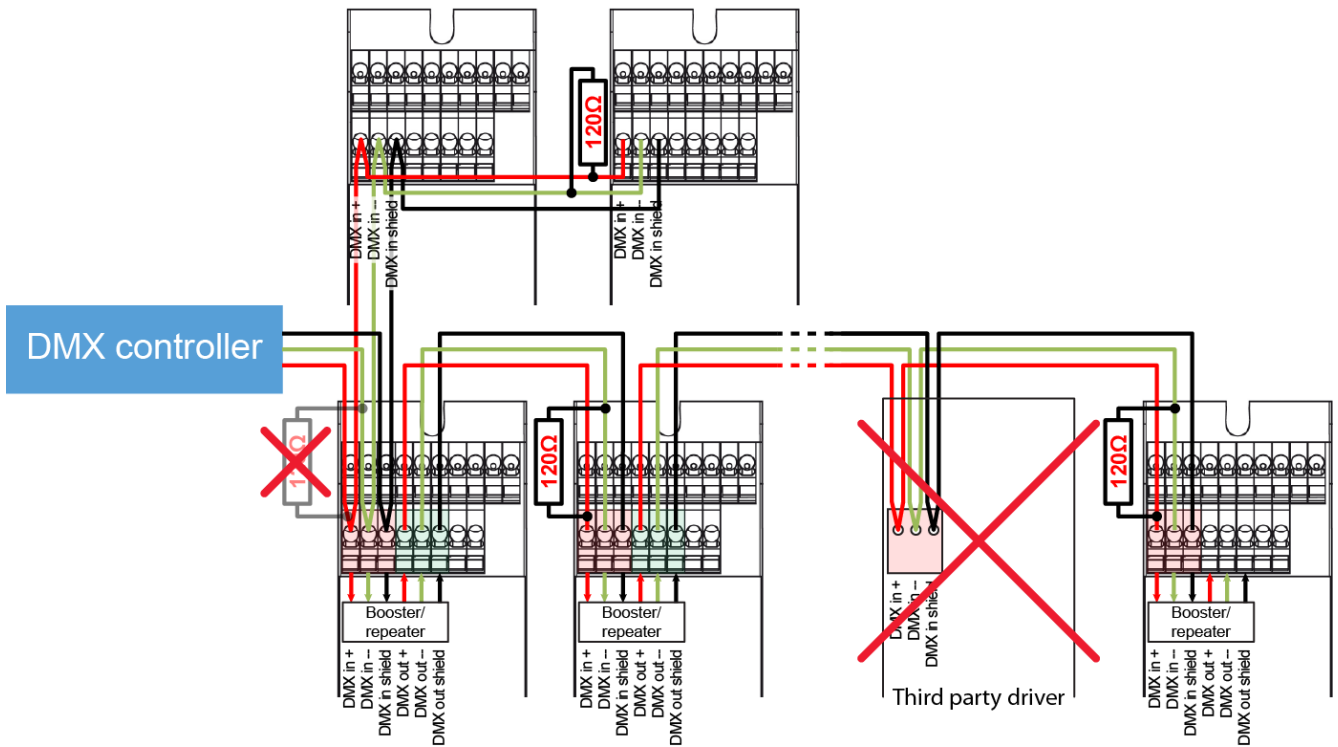 120Ω
120Ω
DMX in +
DMX in –
DMX in shield
DMX in +
DMX in –
DMX in shield
DMX controller
120Ω
120Ω
Booster/
repeater
Booster/
repeater
Booster/
repeater
DMX in +
DMX in –
DMX in shield
DMX out +
DMX out –
DMX out shield
DMX in +
DMX in –
DMX in shield
DMX out +
DMX out –
DMX out shield
DMX in +
DMX in –
DMX in shield
Third party driver
DMX in +
DMX in –
DMX in shield
DMX out +
DMX out –
DMX out shield